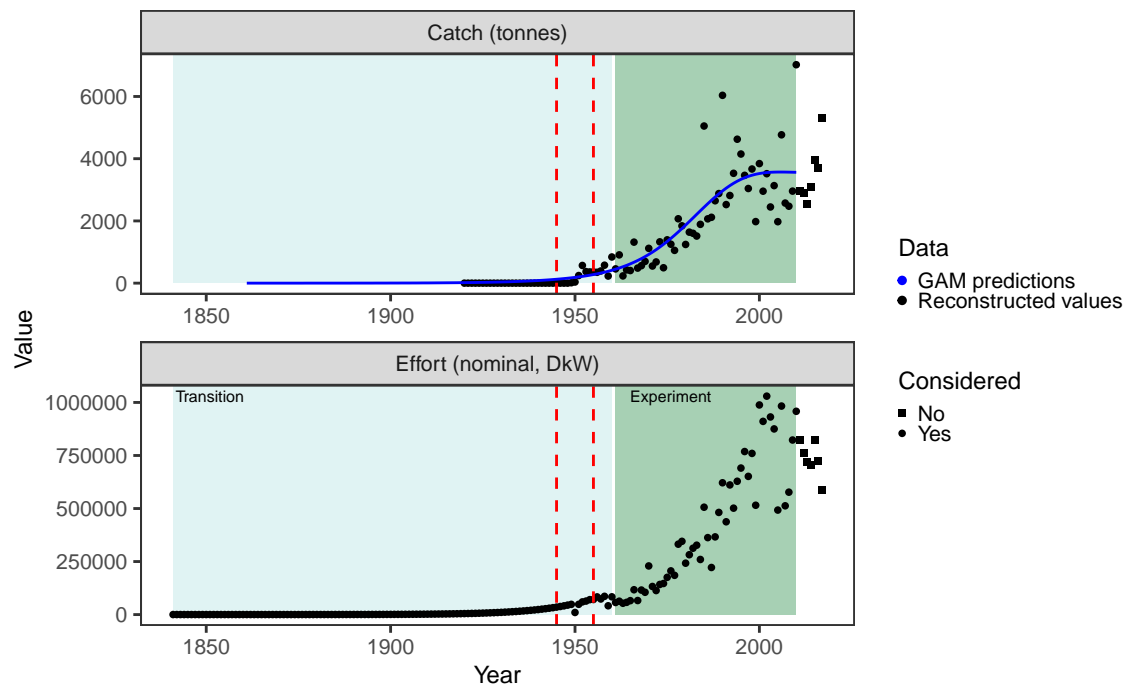 Catch (tonnes)
6000
4000
2000
0
1850 1900 1950 2000
Value
Effort (nominal, DkW)
Transition
Experiment
1000000
750000
500000
250000
0
1850 1900 1950 2000
Year
Data
GAM predictions
Reconstructed values
Considered
No
Yes